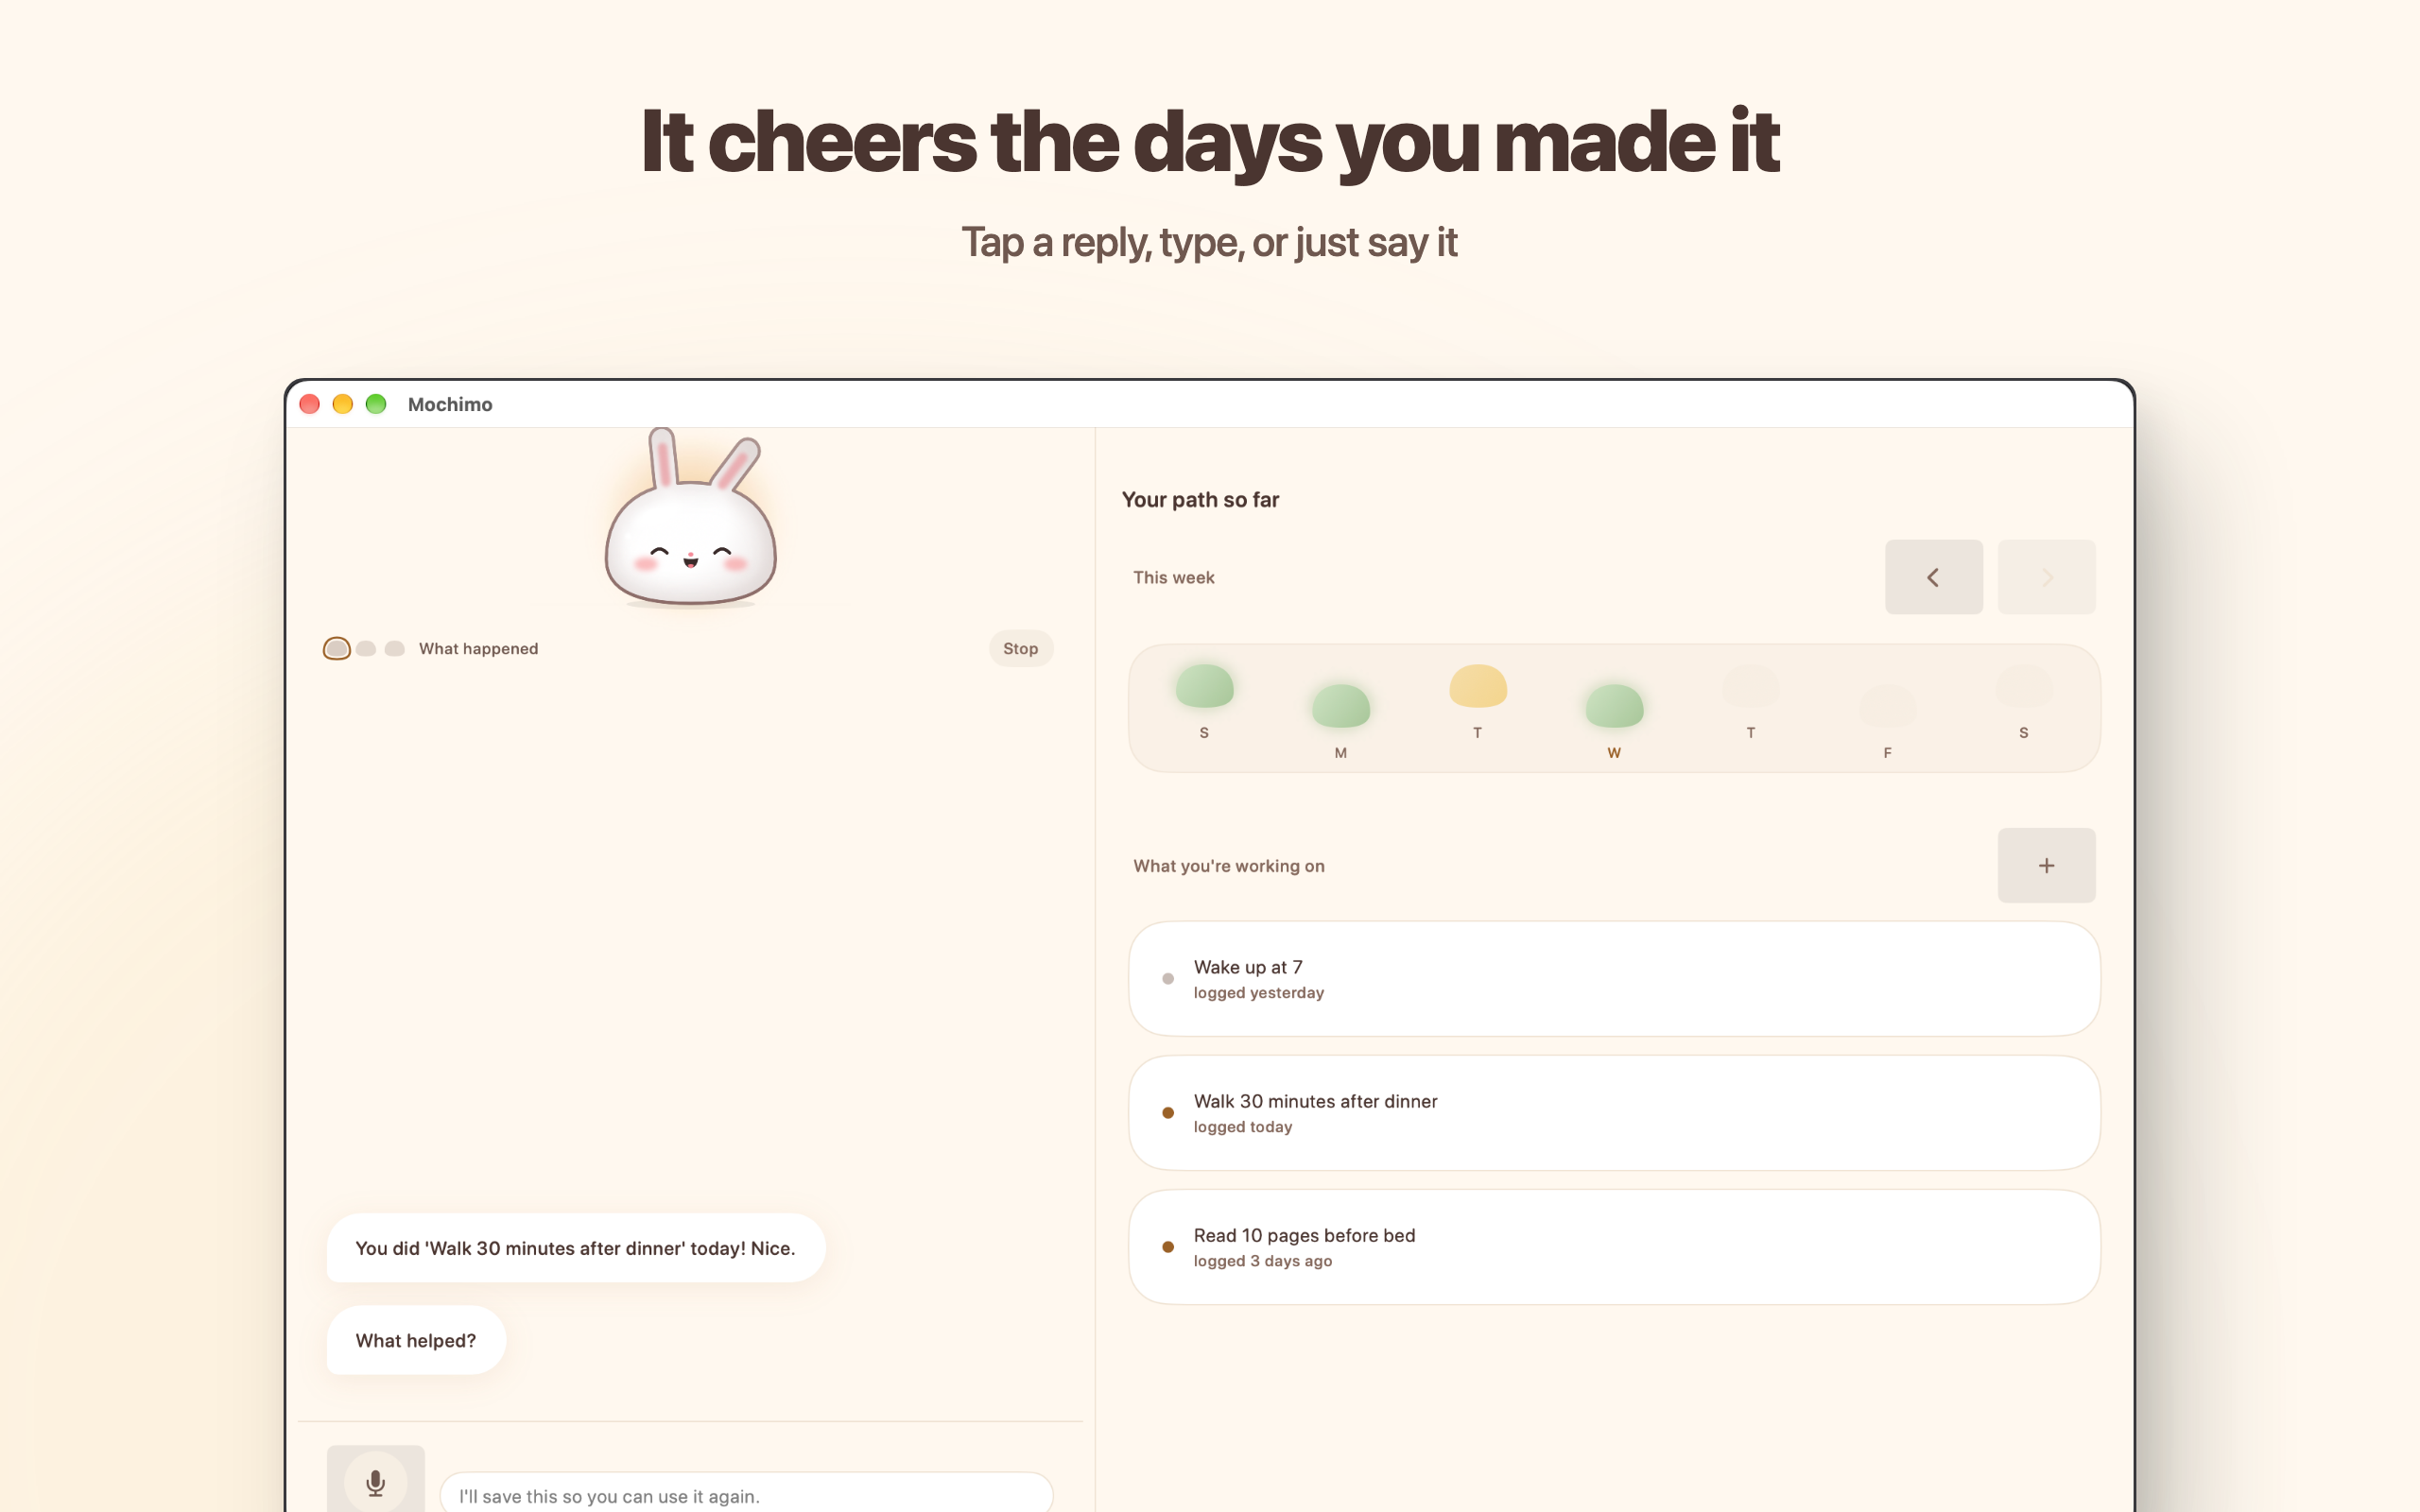 It cheers the days you made it
Tap a reply, type, or just say it
Mochimo
What happened
Stop
You did 'Walk 30 minutes after dinner' today! Nice.
What helped?
I'll save this so you can use it again.
Your path so far
This week
S
M
T
W
T
F
S
What you're working on
Wake up at 7
logged yesterday
Walk 30 minutes after dinner
logged today
Read 10 pages before bed
logged 3 days ago